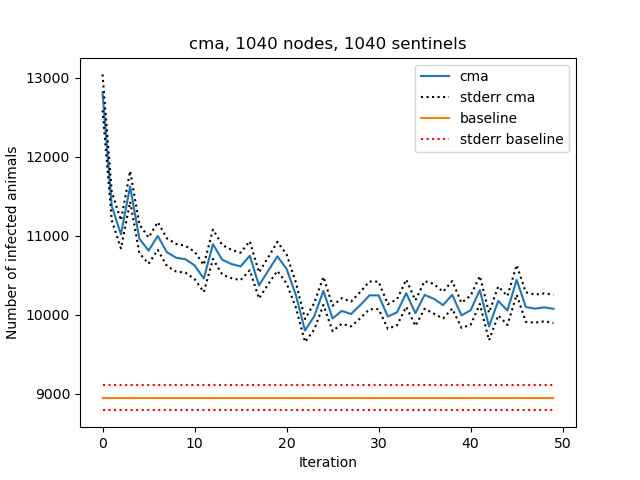 cma, 1040 nodes, 1040 sentinels
cma
stderr cma
baseline
stderr baseline
13000
12000
11000
10000
9000
Number of infected animals
0 10 20 30 40 50
Iteration